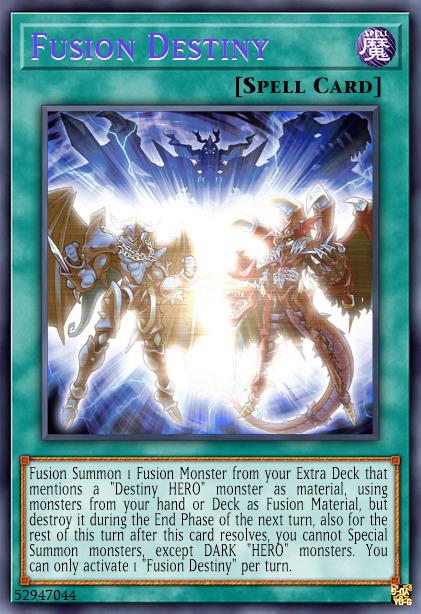 Fusion Destiny
SPELL
魔
[Spell Card]
Fusion Summon 1 Fusion Monster from your Extra Deck that
mentions a "Destiny HERO" monster as material, using
monsters from your hand or Deck as Fusion Material, but
destroy it during the End Phase of the next turn, also for the
rest of this turn after this card resolves, you cannot Special
Summon monsters, except DARK "HERO" monsters. You
can only activate 1 "Fusion Destiny" per turn.
52947044